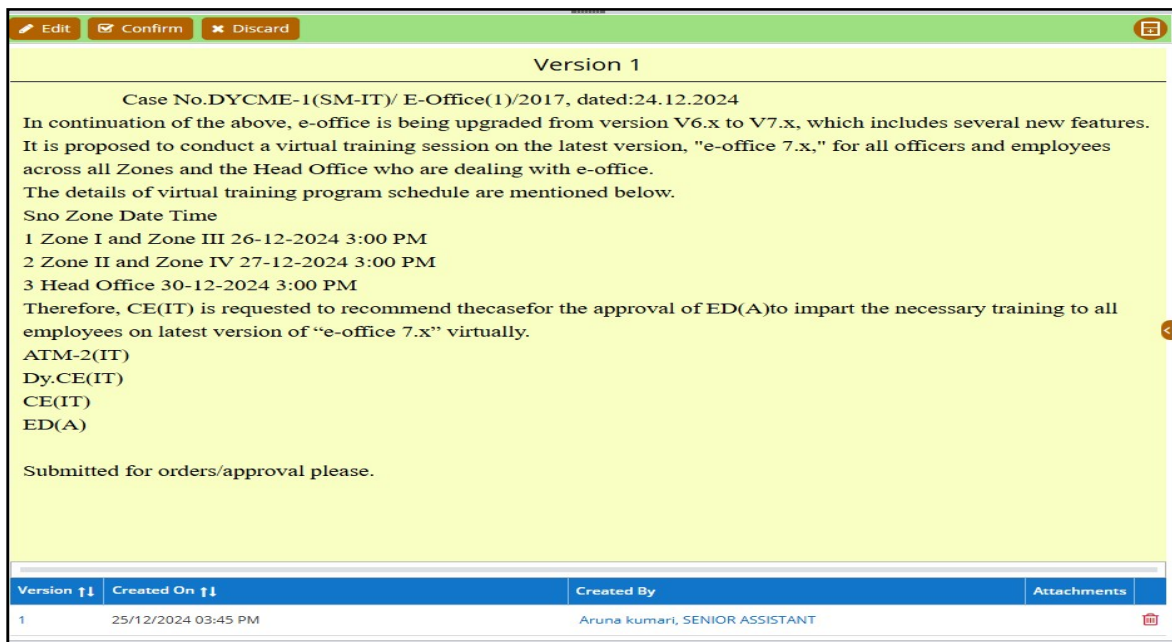 Edit Confirm Discard
Version 1
Case No.DYCME-1(SM-IT)/ E-Office(1)/2017, dated:24.12.2024
In continuation of the above, e-office is being upgraded from version V6.x to V7.x, which includes several new features.
It is proposed to conduct a virtual training session on the latest version, "e-office 7.x," for all officers and employees
across all Zones and the Head Office who are dealing with e-office.
The details of virtual training program schedule are mentioned below.
Sno Zone Date Time
1 Zone I and Zone III 26-12-2024 3:00 PM
2 Zone II and Zone IV 27-12-2024 3:00 PM
3 Head Office 30-12-2024 3:00 PM
Therefore, CE(IT) is requested to recommend thecasefor the approval of ED(A)to impart the necessary training to all
employees on latest version of “e-office 7.x” virtually.
ATM-2(IT)
Dy.CE(IT)
CE(IT)
ED(A)
Submitted for orders/approval please.
Version Created On Created By Attachments
1 25/12/2024 03:45 PM Aruna kumari, SENIOR ASSISTANT